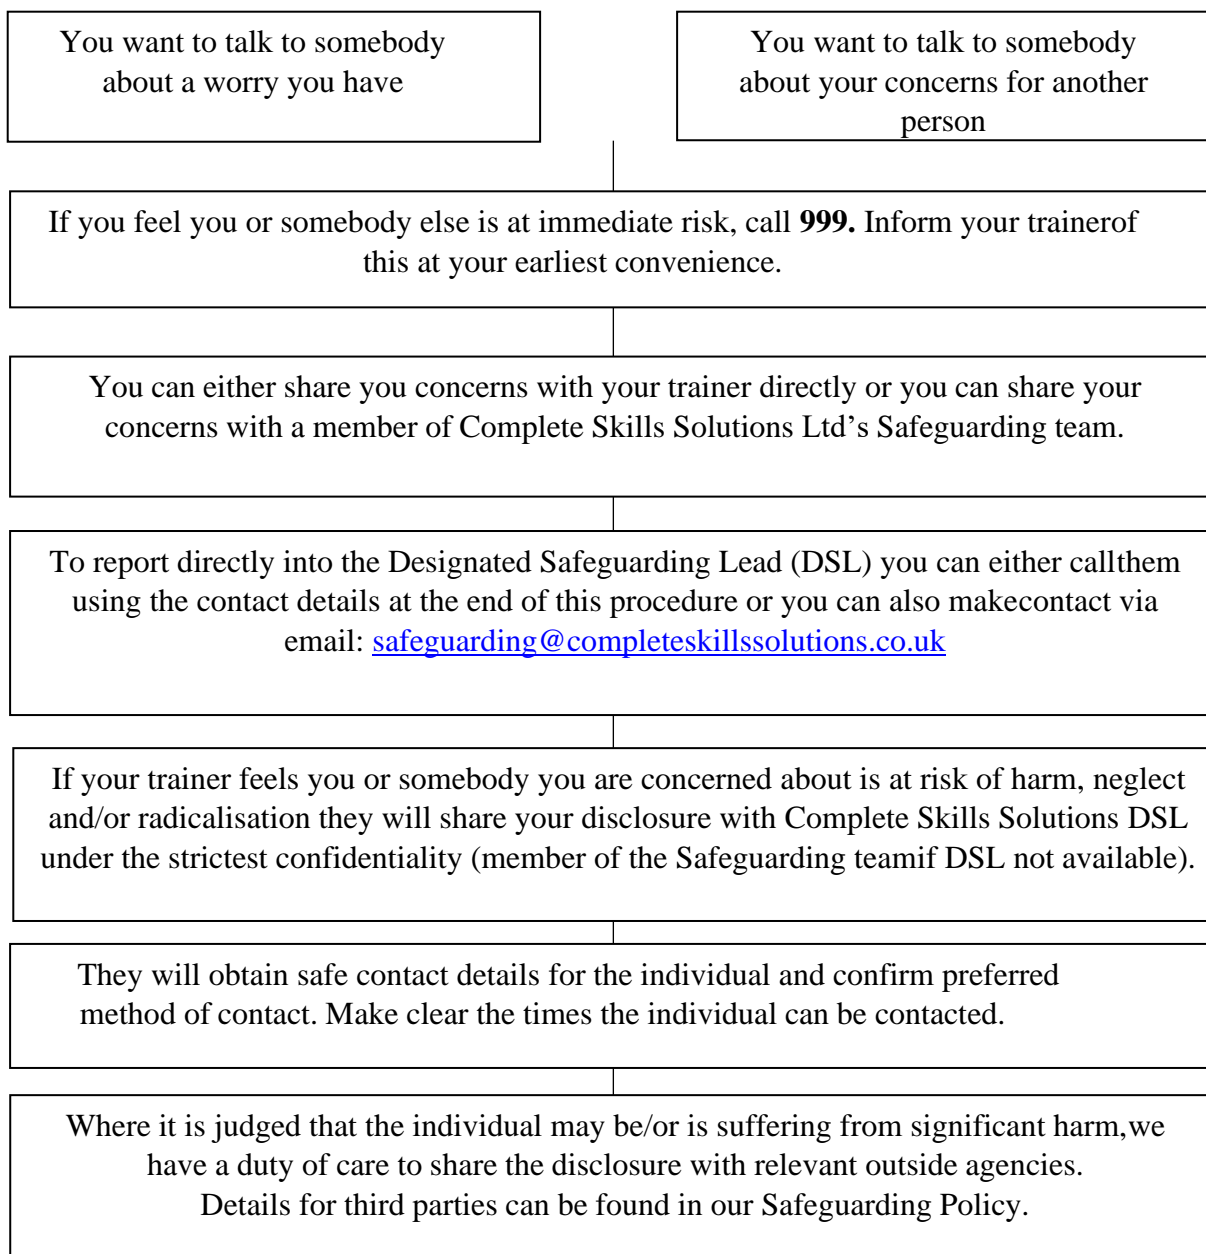 You want to talk to somebody
about a worry you have
You want to talk to somebody
about your concerns for another
person
If you feel you or somebody else is at immediate risk, call 999. Inform your trainerof
this at your earliest convenience.
You can either share you concerns with your trainer directly or you can share your
concerns with a member of Complete Skills Solutions Ltd’s Safeguarding team.
To report directly into the Designated Safeguarding Lead (DSL) you can either callthem
using the contact details at the end of this procedure or you can also makecontact via
email: safeguarding@completeskillssolutions.co.uk
If your trainer feels you or somebody you are concerned about is at risk of harm, neglect
and/or radicalisation they will share your disclosure with Complete Skills Solutions DSL
under the strictest confidentiality (member of the Safeguarding teamif DSL not available).
They will obtain safe contact details for the individual and confirm preferred
method of contact. Make clear the times the individual can be contacted.
Where it is judged that the individual may be/or is suffering from significant harm,we
have a duty of care to share the disclosure with relevant outside agencies.
Details for third parties can be found in our Safeguarding Policy.